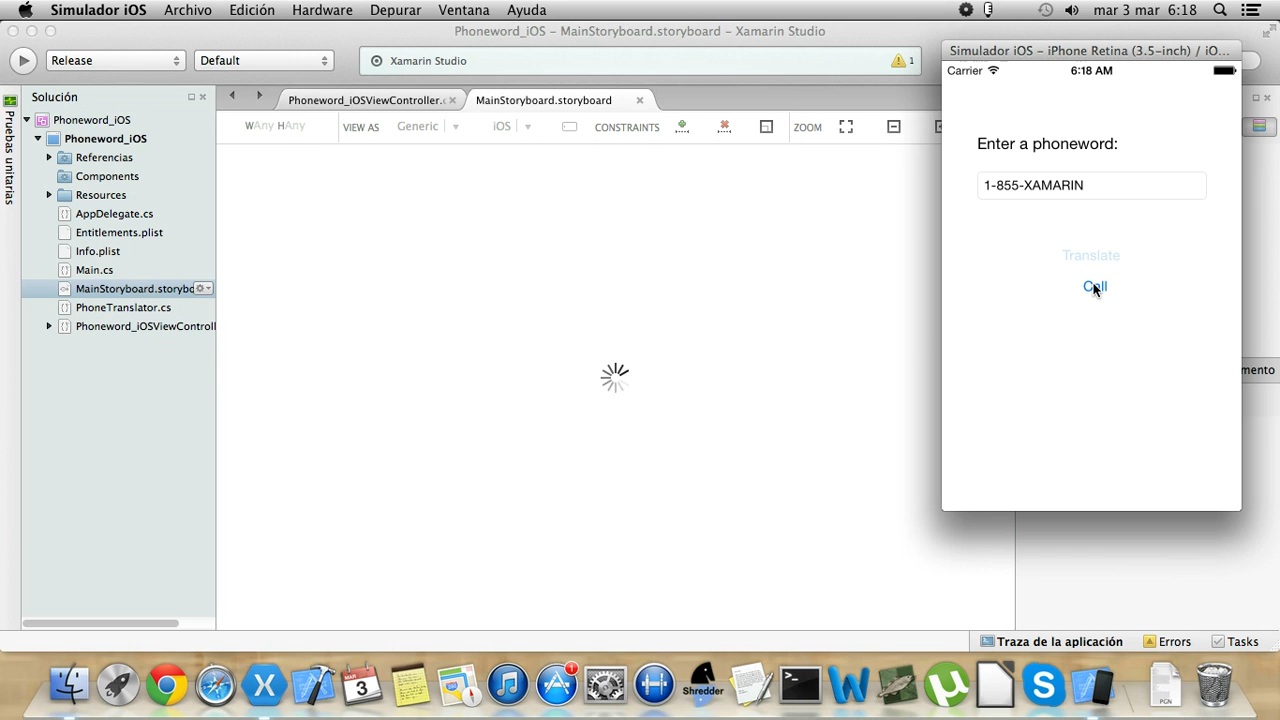 Simulador iOS Archivo Edición Hardware Depurar Ventana Ayuda mar 3 mar 6:18
Phoneword_iOS – MainStoryboard.storyboard – Xamarin Studio
Release Default Xamarin Studio 1
Simulador iOS – iPhone Retina (3.5-inch) / iO...
Carrier 6:18 AM
Pruebas unitarias
Solución
Phoneword_iOSViewController.c MainStoryboard.storyboard
WAny HAny VIEW AS Generic iOS CONSTRAINTS ZOOM
Phoneword_iOS
Phoneword_iOS
Referencias
Components
Resources
AppDelegate.cs
Entitlements.plist
Info.plist
Main.cs
MainStoryboard.storybo
PhoneTranslator.cs
Phoneword_iOSViewControll
Enter a phoneword:
1-855-XAMARIN
Translate
Call
mento
Traza de la aplicación Errors Tasks
3
1
Shredder
PGN